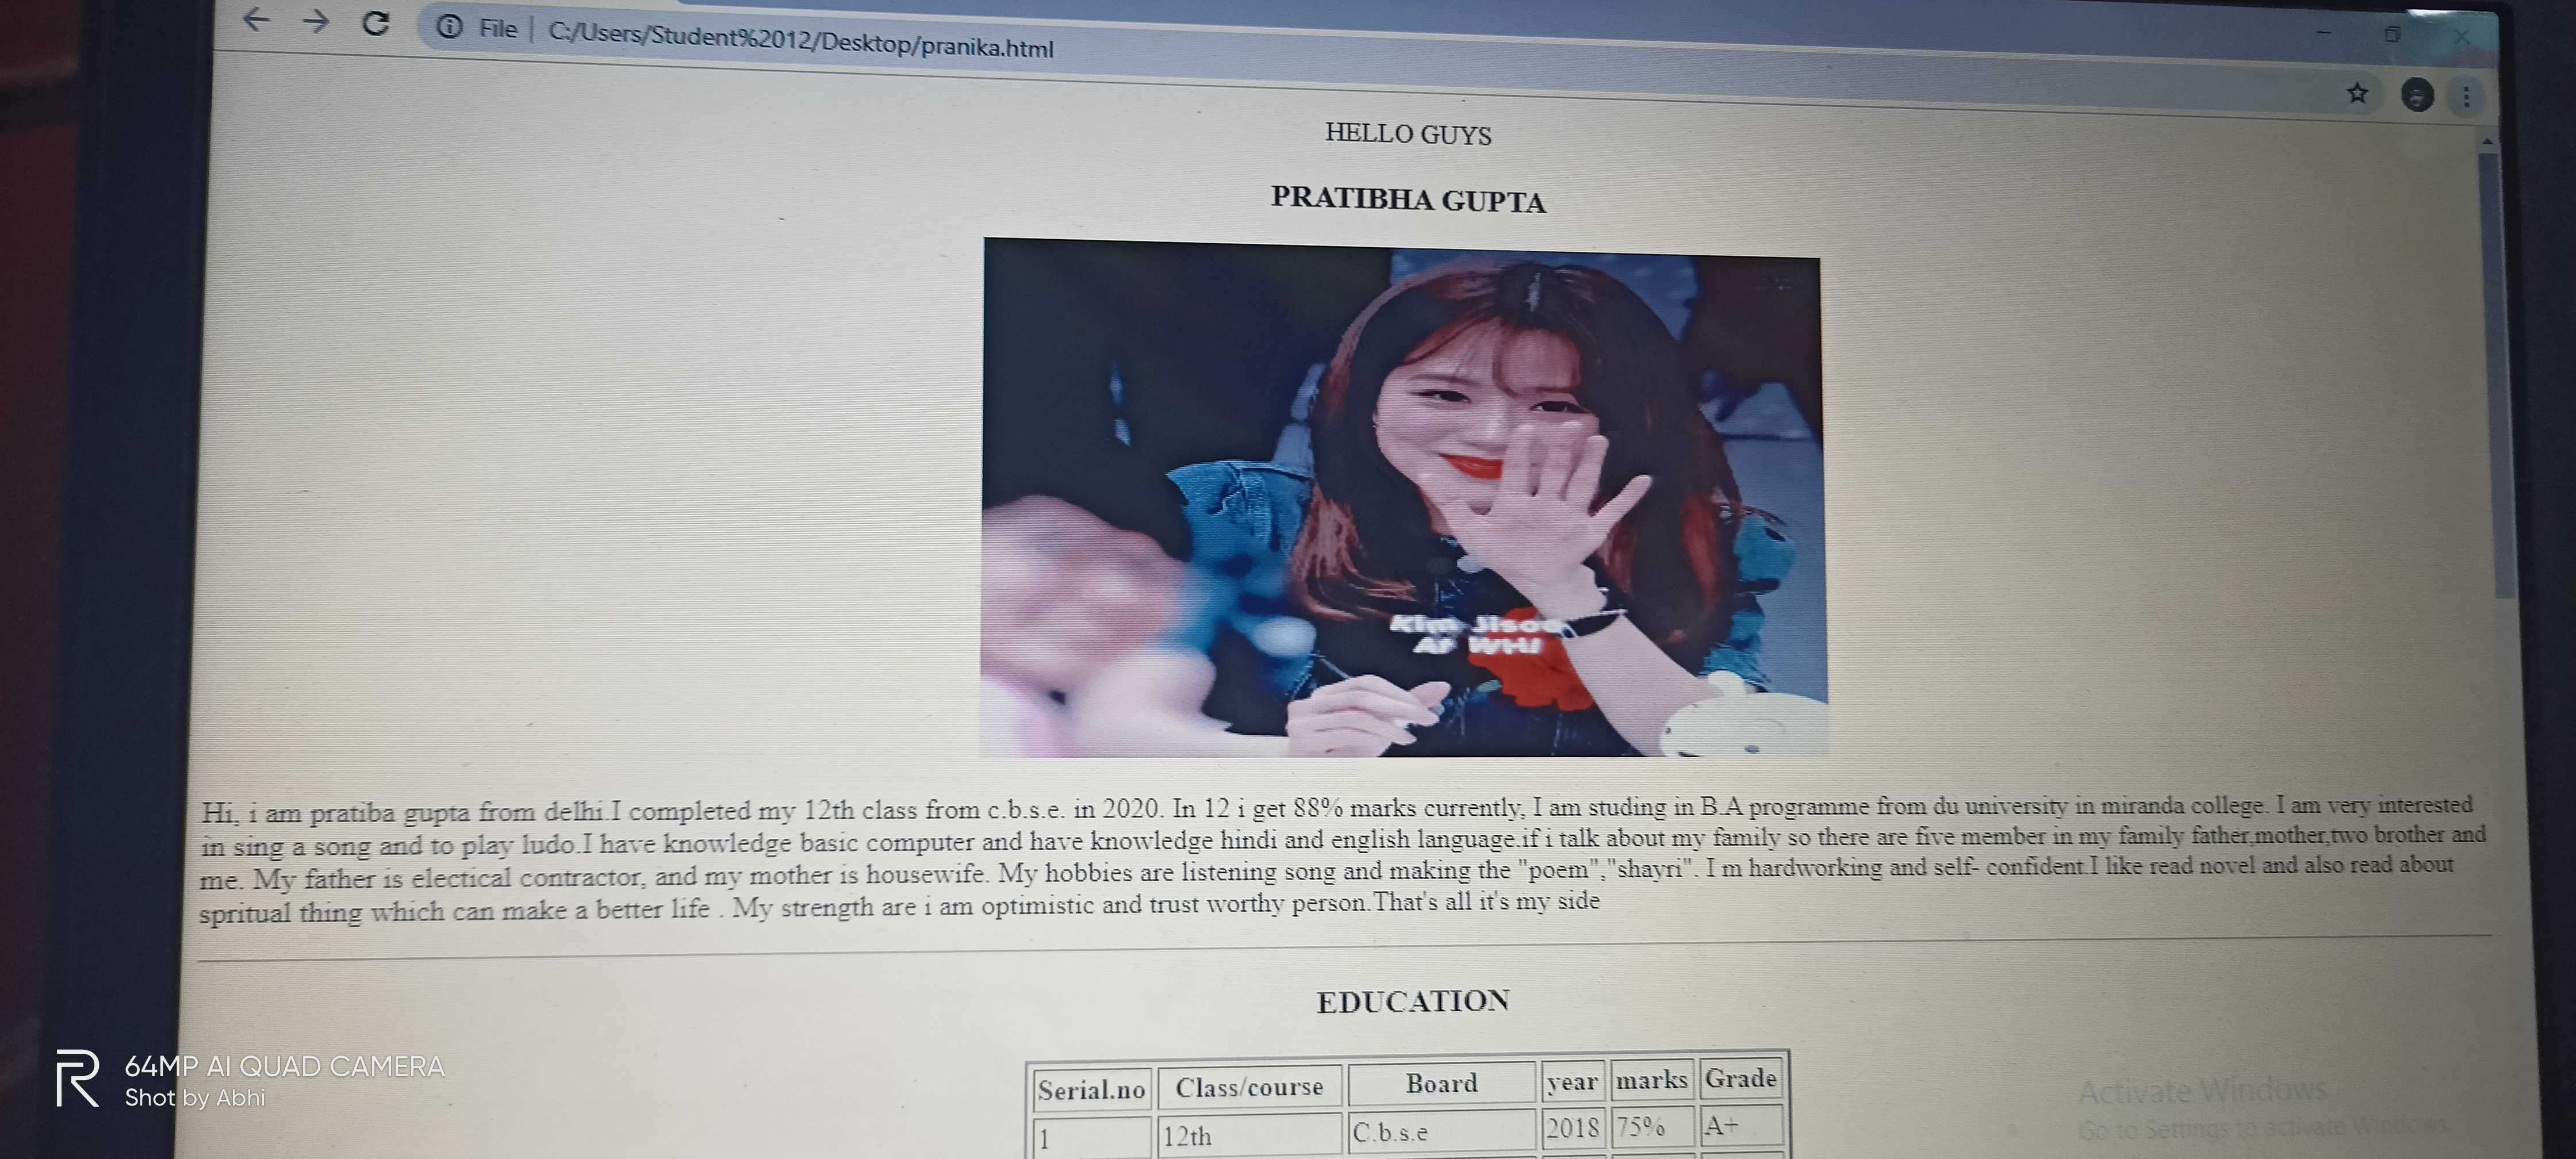 File | C:/Users/Student%2012/Desktop/pranika.html
HELLO GUYS
PRATIBHA GUPTA
Kim Jisoo
Hi, i am pratiba gupta from delhi.I completed my 12th class from c.b.s.e. in 2020. In 12 i get 88% marks currently, I am studing in B.A programme from du university in miranda college. I am very interested
in sing a song and to play ludo.I have knowledge basic computer and have knowledge hindi and english language.if i talk about my family so there are five member in my family father,mother,two brother and
me. My father is electical contractor, and my mother is housewife. My hobbies are listening song and making the "poem","shayri". I m hardworking and self- confident.I like read novel and also read about
spritual thing which can make a better life . My strength are i am optimistic and trust worthy person.That's all it's my side
EDUCATION
Serial.no Class/course Board year marks Grade
1 12th C.b.s.e 2018 75% A+
Activate Windows
Go to Settings to activate Windows.
R
64MP AI QUAD CAMERA
Shot by Abhi